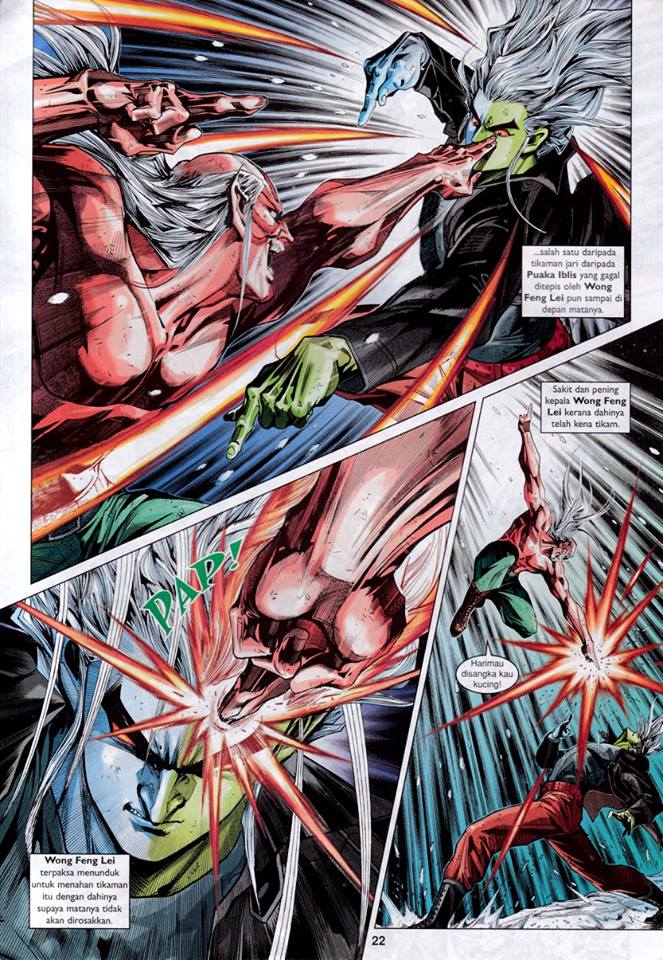 ...salah satu daripada
tikaman jari daripada
Puaka Iblis yang gagal
ditepis oleh Wong
Feng Lei pun sampai di
depan matanya.
PAP!
Wong Feng Lei
terpaksa menunduk
untuk menahan tikaman
itu dengan dahinya
supaya matanya tidak
akan dirosakkan.
Sakit dan pening
kepala Wong Feng
Lei kerana dahinya
telah kena tikam.
Harimau
disangka kau
kucing!
22